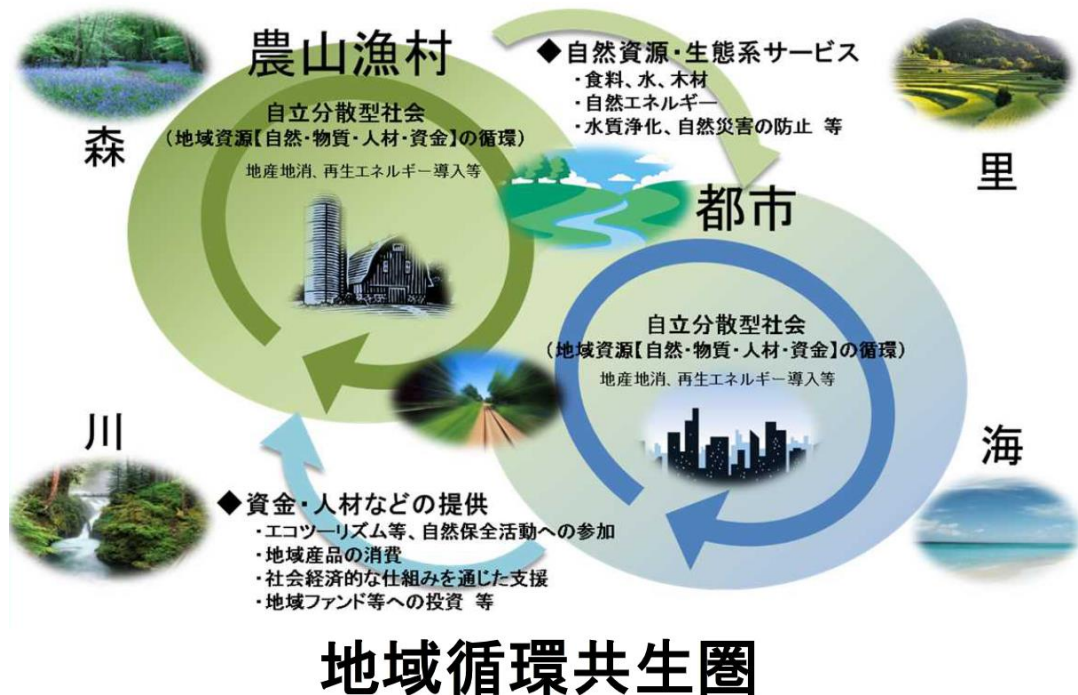 農山漁村
自立分散型社会
(地域資源【自然・物質・人材・資金】の循環)
地産地消、再生エネルギー導入等
森
◆自然資源・生態系サービス
・食料、水、木材
・自然エネルギー
・水質浄化、自然災害の防止 等
里
都市
自立分散型社会
(地域資源【自然・物質・人材・資金】の循環)
地産地消、再生エネルギー導入等
川
海
◆資金・人材などの提供
・エコツーリズム等、自然保全活動への参加
・地域産品の消費
・社会経済的な仕組みを通じた支援
・地域ファンド等への投資 等
地域循環共生圏